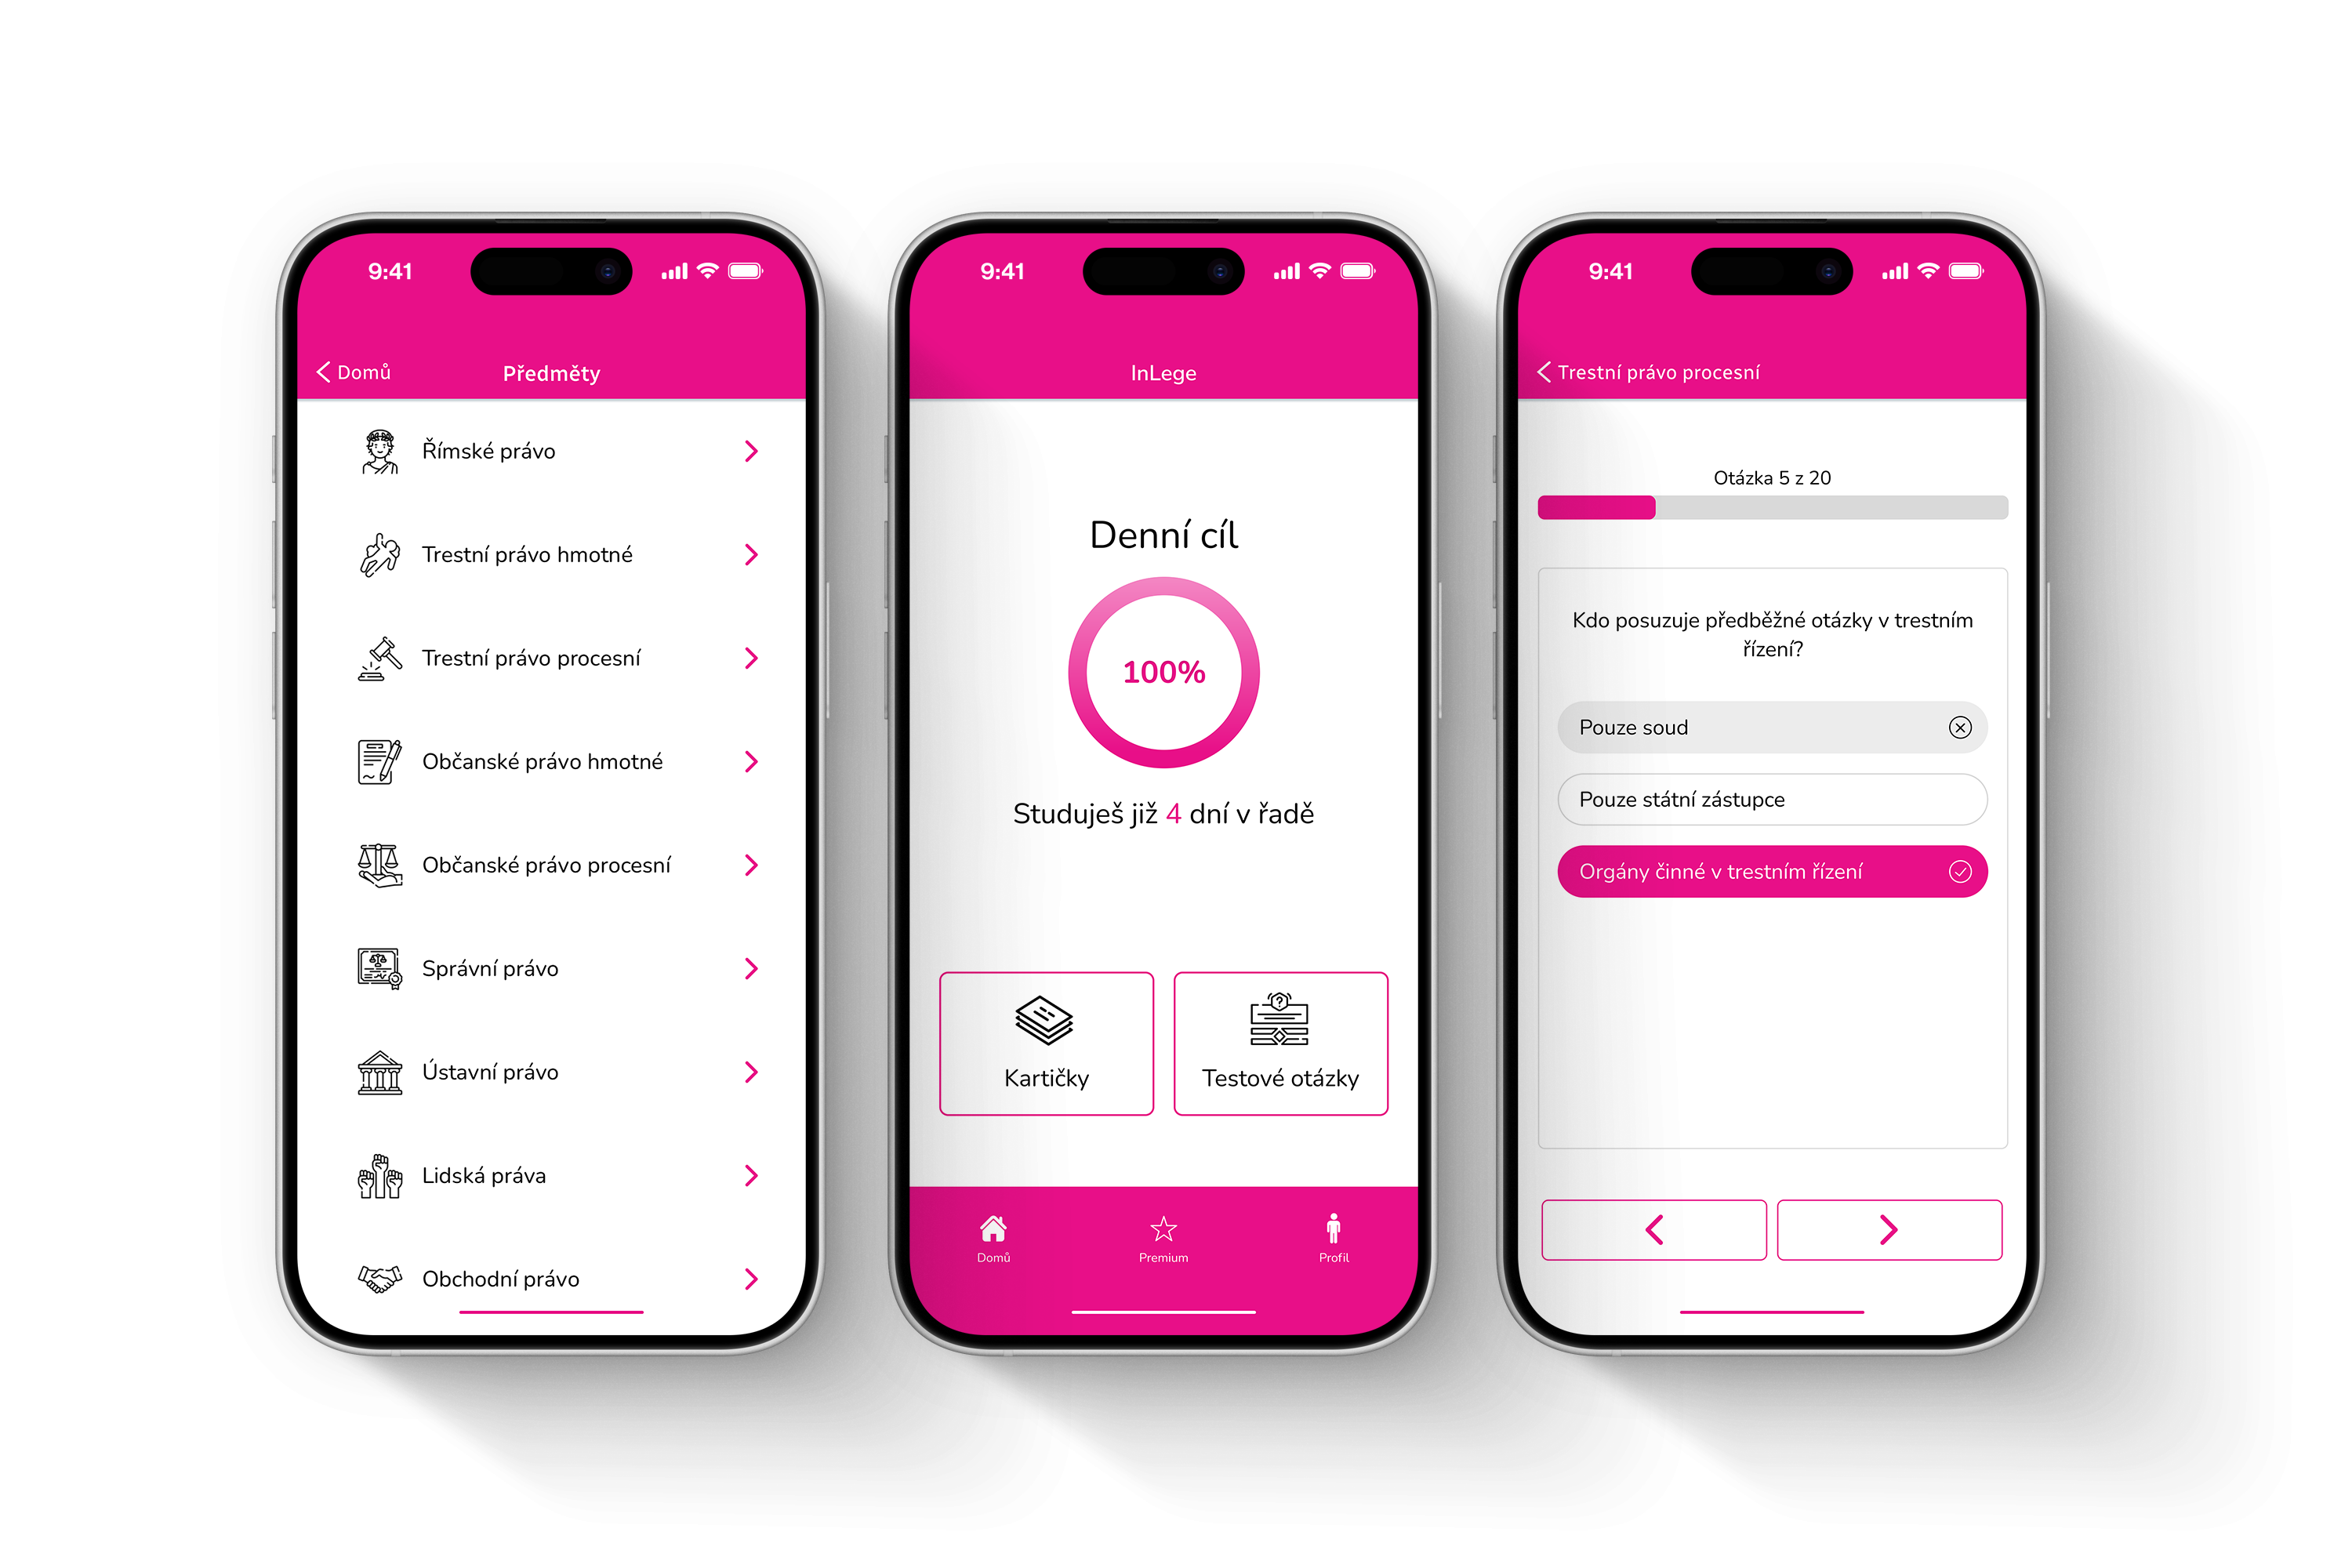 9:41
Domů
Předměty
Římské právo
Trestní právo hmotné
Trestní právo procesní
Občanské právo hmotné
Občanské právo procesní
Správní právo
Ústavní právo
Lidská práva
Obchodní právo
9:41
InLege
Denní cíl
100%
Studuješ již 4 dní v řadě
Kartičky
Testové otázky
Domů
Premium
Profil
9:41
Trestní právo procesní
Otázka 5 z 20
Kdo posuzuje předběžné otázky v trestním
řízení?
Pouze soud
Pouze státní zástupce
Orgány činné v trestním řízení